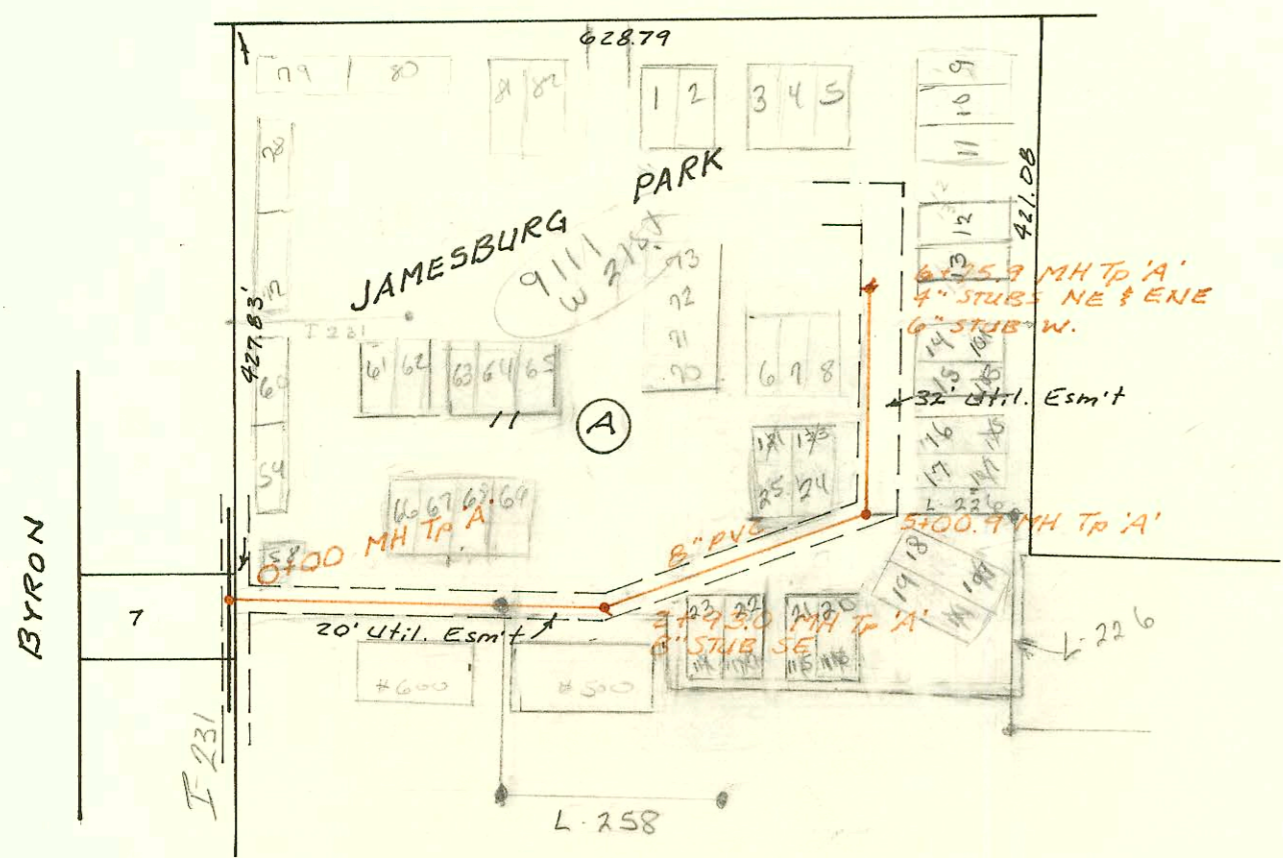 628.79
79 80
81 82
1 2
3 4 5
9
10
11
78
JAMESBURG PARK
9111
W 21st
12
13
421.08
427.83'
I 231
73
72
71
70
6+75.9 MH Tp 'A'
4" STUBS NE & ENE
6" STUB W.
61 62
63 64 65
6 7 8
14
15
32' Util. Esm't
60
59
11
A
25 24
16
17
L-226
66 67 68 69
0+00 MH Tp 'A'
58
8" PVC
5+00.9 MH Tp 'A'
18
19
BYRON
7
20' Util. Esm't
23 22
21 20
2+93.0 MH Tp 'A'
8" STUB SE
L-226
#600
#500
I-231
L-258